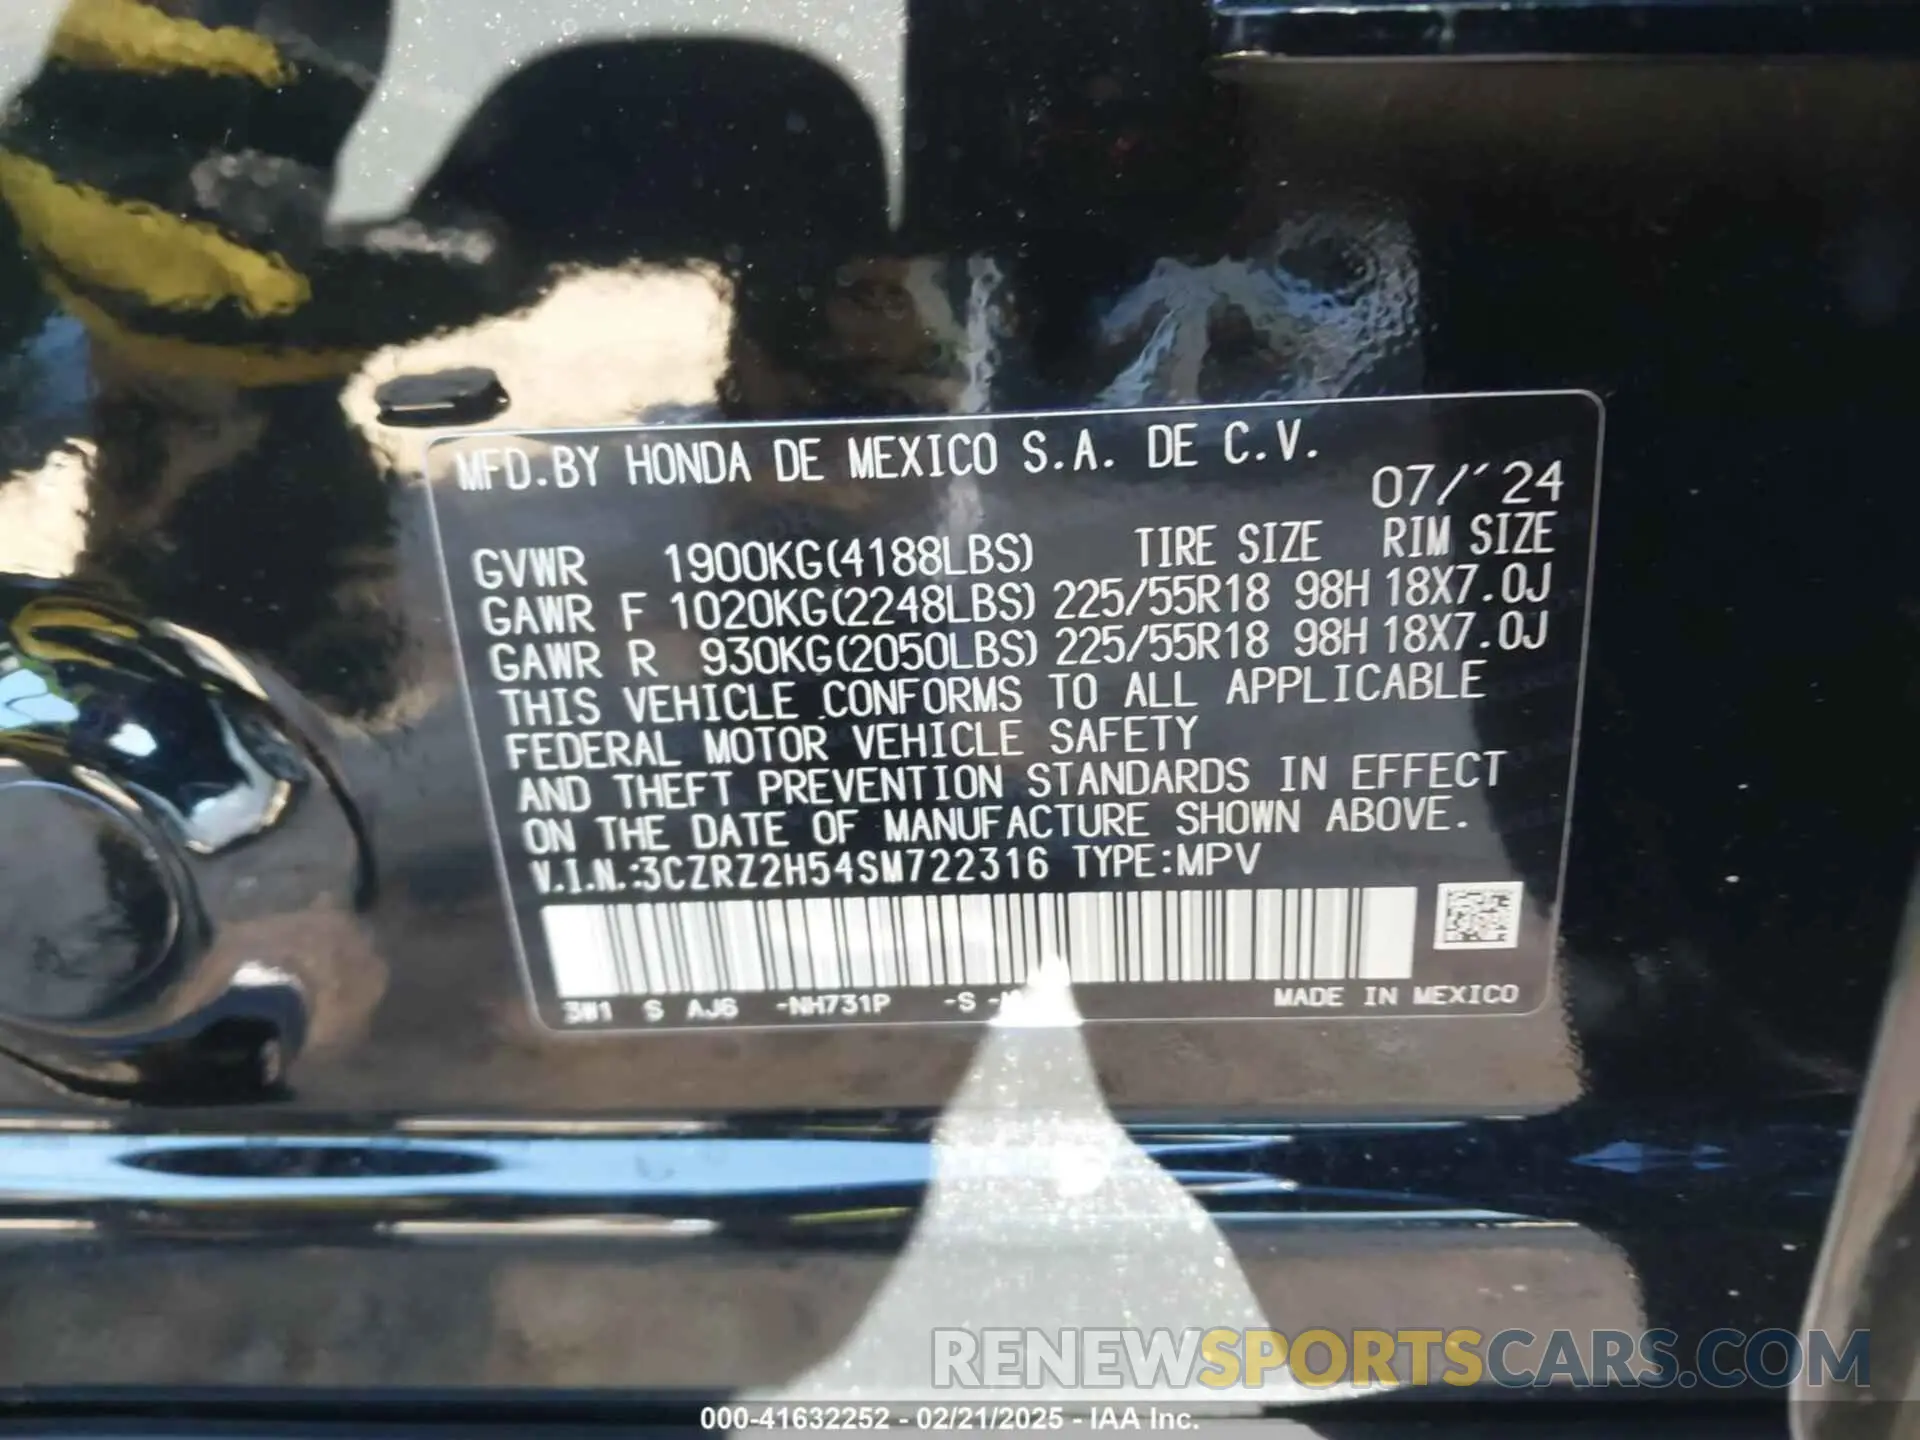 MFD.BY HONDA DE MEXICO S.A. DE C.V.
07/´24
GVWR 1900KG(4188LBS) TIRE SIZE RIM SIZE
GAWR F 1020KG(2248LBS) 225/55R18 98H 18X7.0J
GAWR R 930KG(2050LBS) 225/55R18 98H 18X7.0J
THIS VEHICLE CONFORMS TO ALL APPLICABLE
FEDERAL MOTOR VEHICLE SAFETY
AND THEFT PREVENTION STANDARDS IN EFFECT
ON THE DATE OF MANUFACTURE SHOWN ABOVE.
V.I.N.:3CZRZ2H54SM722316 TYPE:MPV
3W1 S AJ6 -NH731P -S MADE IN MEXICO
RENEWSPORTSCARS.COM
000-41632252 - 02/21/2025 - IAA Inc.